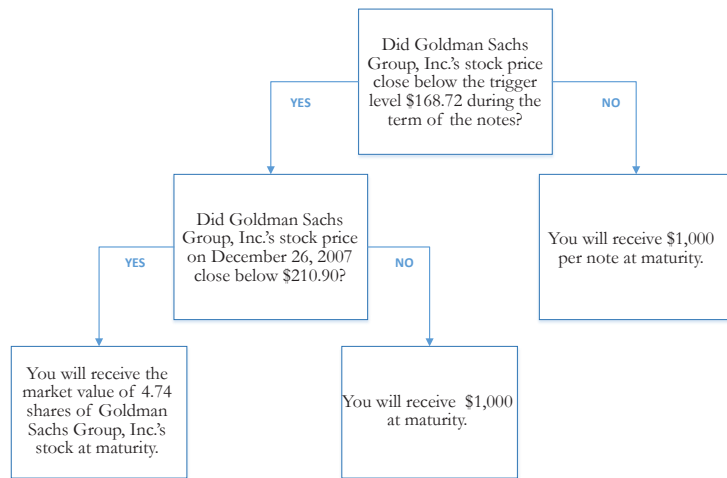 Did Goldman Sachs
Group, Inc.'s stock price
close below the trigger
level $168.72 during the
term of the notes?
YES
NO
Did Goldman Sachs
Group, Inc.'s stock price
on December 26, 2007
close below $210.90?
You will receive $1,000
per note at maturity.
YES
NO
You will receive the
market value of 4.74
shares of Goldman
Sachs Group, Inc.'s
stock at maturity.
You will receive $1,000
at maturity.